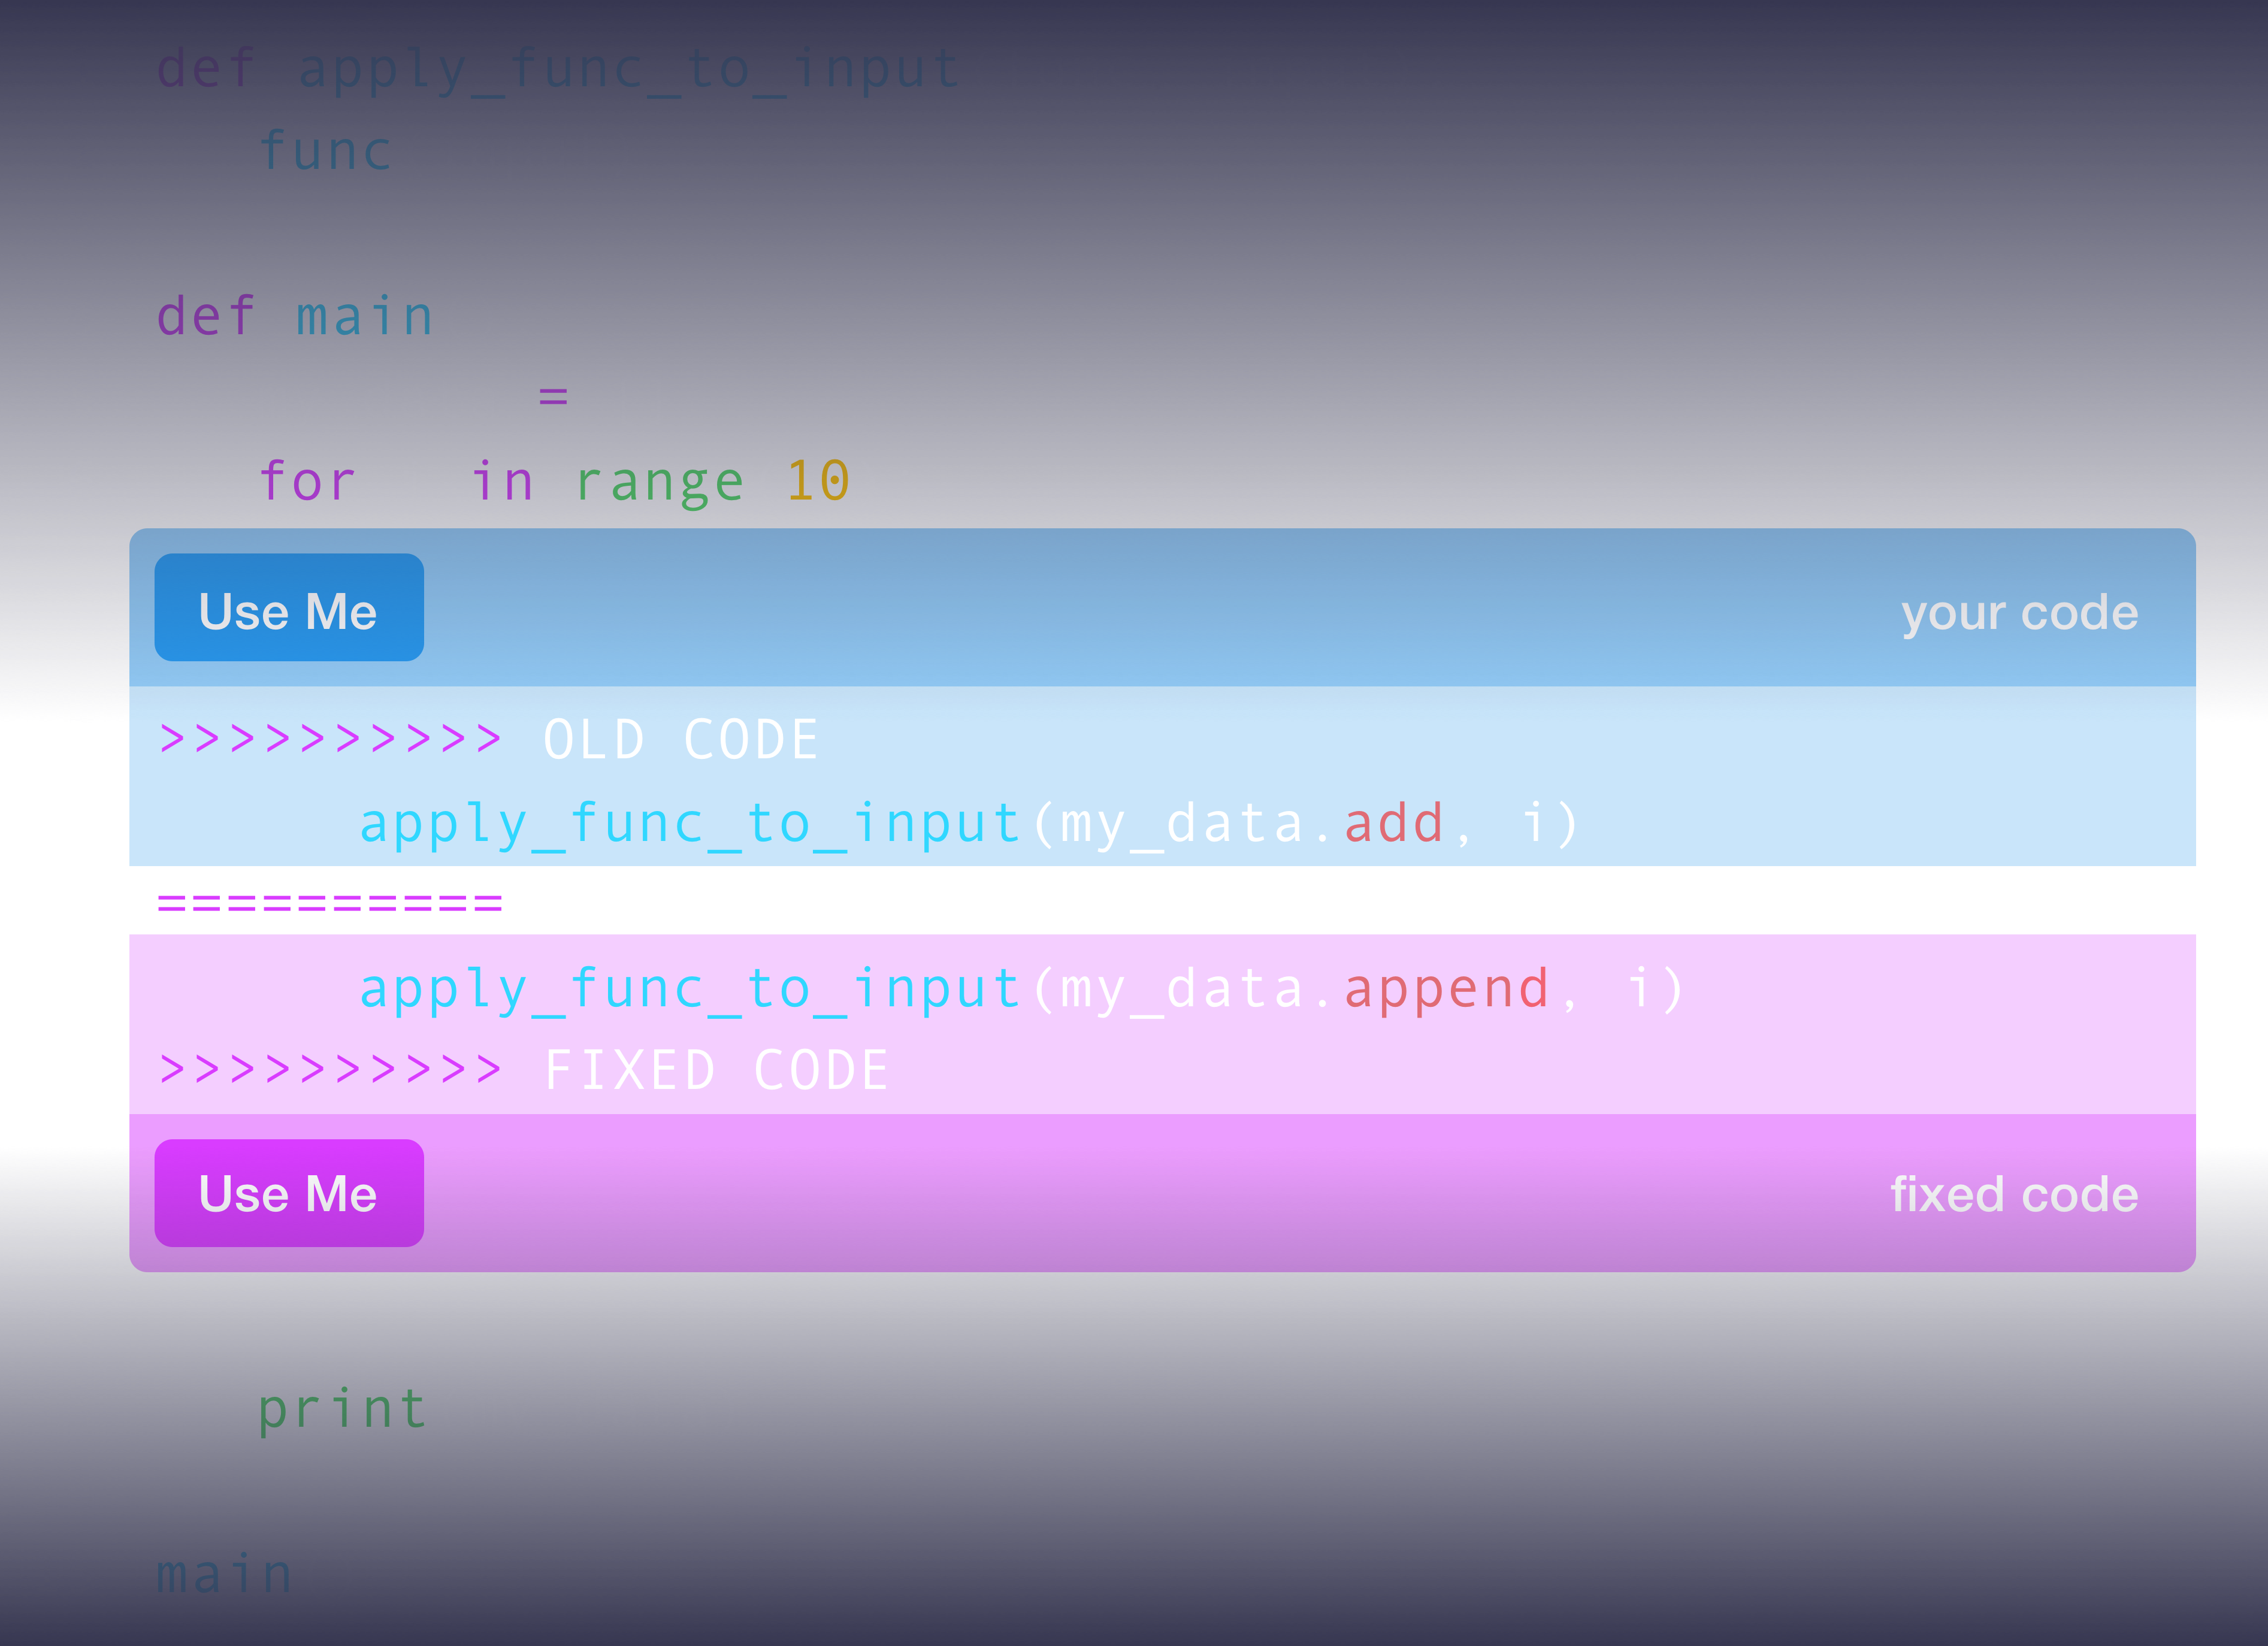 def apply_func_to_input
func
def main
=
for in range 10
Use Me your code
>>>>>>>>>> OLD CODE
apply_func_to_input(my_data.add, i)
==========
apply_func_to_input(my_data.append, i)
>>>>>>>>>> FIXED CODE
Use Me fixed code
print
main